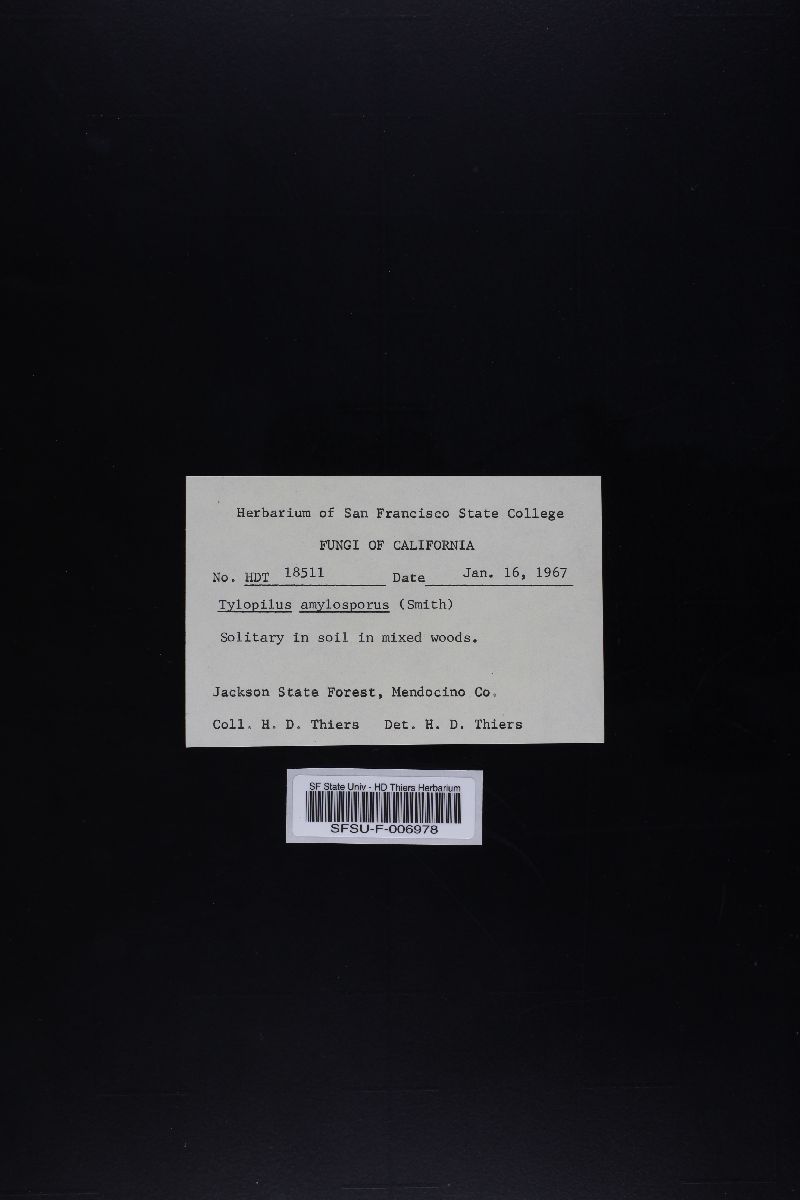 Herbarium of San Francisco State College
FUNGI OF CALIFORNIA
No. HDT 18511 Date Jan. 16, 1967
Tylopilus amylosporus (Smith)
Solitary in soil in mixed woods.
Jackson State Forest, Mendocino Co.
Coll. H. D. Thiers Det. H. D. Thiers
SF State Univ - HD Thiers Herbarium
SFSU-F-006978